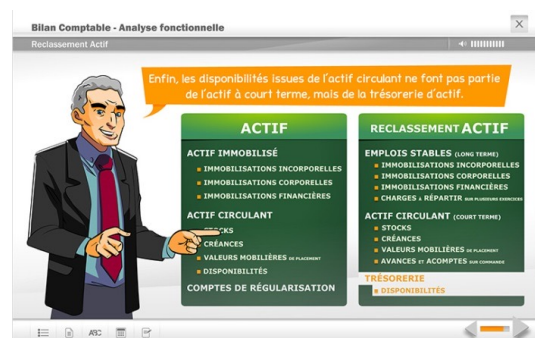 Bilan Comptable - Analyse fonctionnelle
X
Reclassement Actif
Enfin, les disponibilités issues de l'actif circulant ne font pas partie
de l'actif à court terme, mais de la trésorerie d'actif.
ACTIF
ACTIF IMMOBILISÉ
IMMOBILISATIONS INCORPORELLES
IMMOBILISATIONS CORPORELLES
IMMOBILISATIONS FINANCIÈRES
ACTIF CIRCULANT
STOCKS
CRÉANCES
VALEURS MOBILIÈRES DE PLACEMENT
DISPONIBILITÉS
COMPTES DE RÉGULARISATION
RECLASSEMENT ACTIF
EMPLOIS STABLES (LONG TERME)
IMMOBILISATIONS INCORPORELLES
IMMOBILISATIONS CORPORELLES
IMMOBILISATIONS FINANCIÈRES
CHARGES À RÉPARTIR SUR PLUSIEURS EXERCICES
ACTIF CIRCULANT (COURT TERME)
STOCKS
CRÉANCES
VALEURS MOBILIÈRES DE PLACEMENT
AVANCES ET ACOMPTES SUR COMMANDE
TRÉSORERIE
DISPONIBILITÉS
ABC